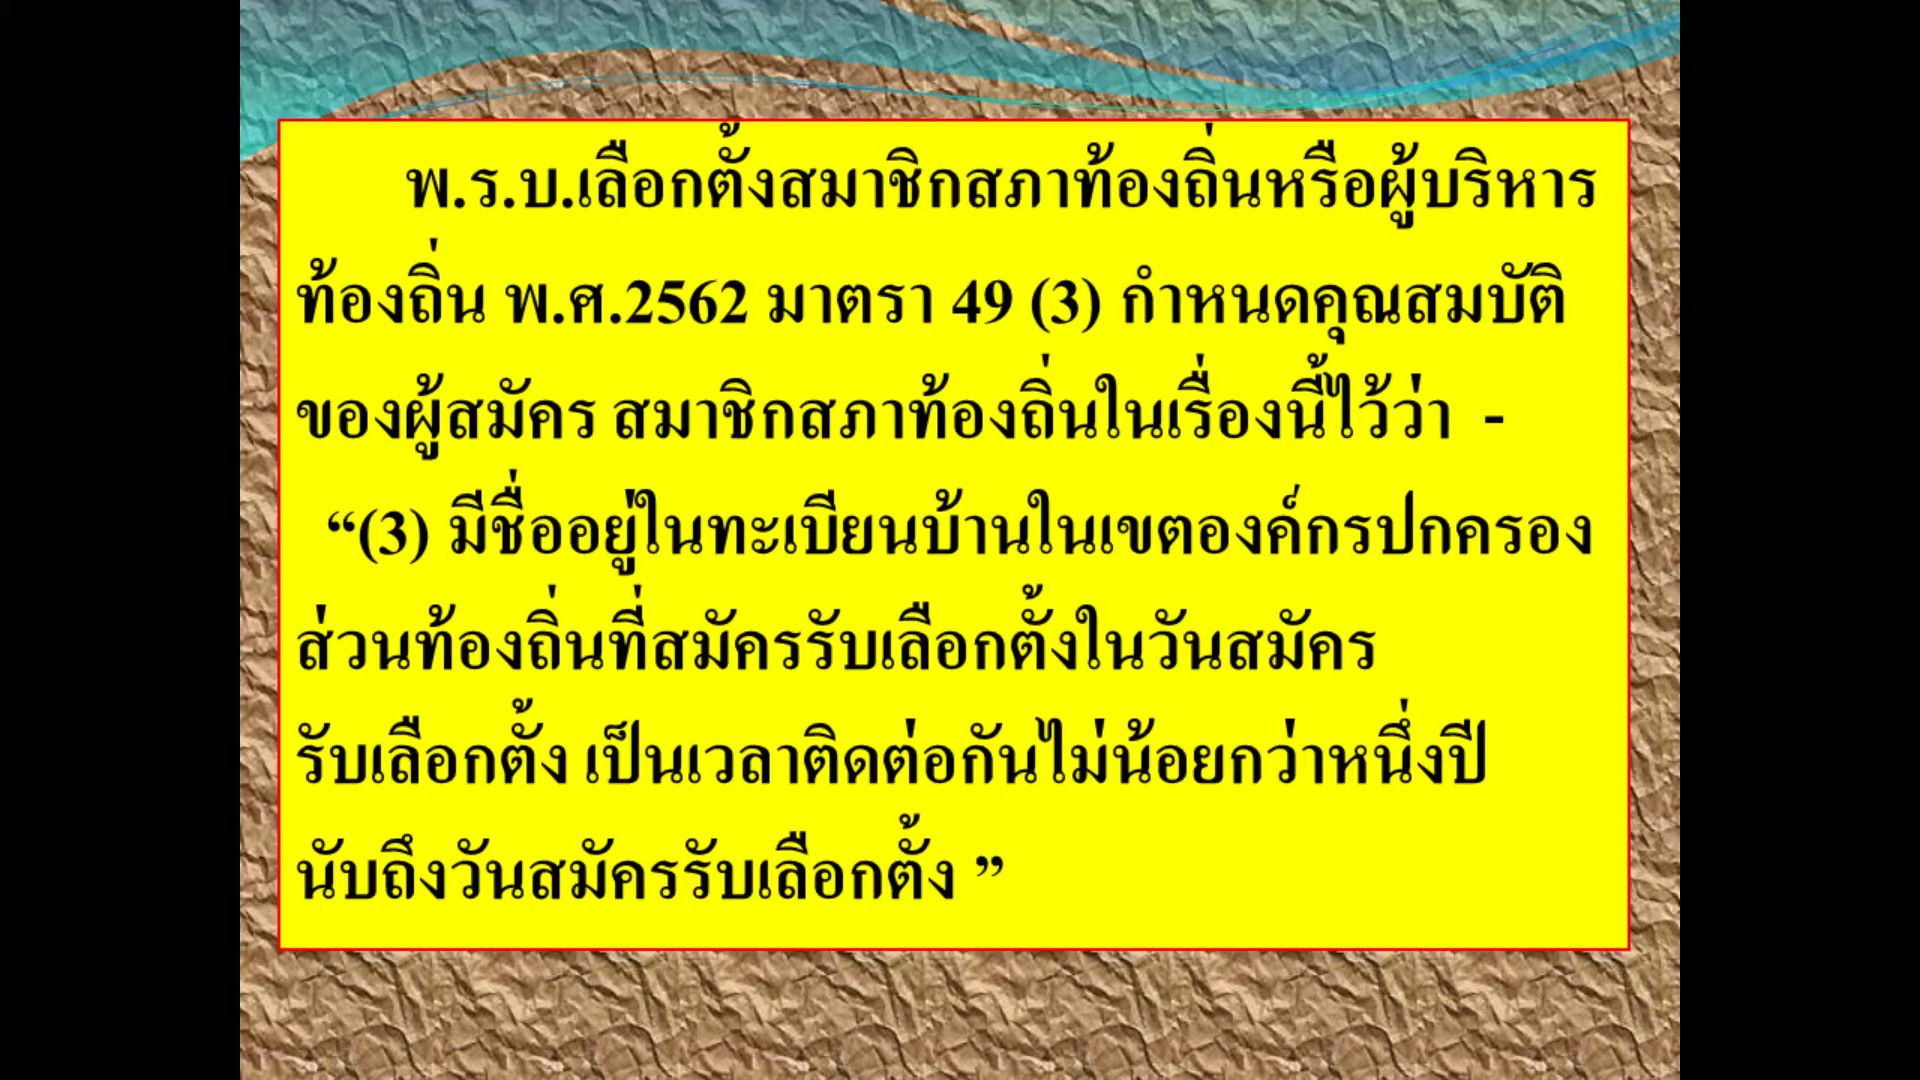 พ.ร.บ.เลือกตั้งสมาชิกสภาท้องถิ่นหรือผู้บริหาร
ท้องถิ่น พ.ศ.2562 มาตรา 49 (3) กำหนดคุณสมบัติ
ของผู้สมัคร สมาชิกสภาท้องถิ่นในเรื่องนี้ไว้ว่า -
“(3) มีชื่ออยู่ในทะเบียนบ้านในเขตองค์กรปกครอง
ส่วนท้องถิ่นที่สมัครรับเลือกตั้งในวันสมัคร
รับเลือกตั้ง เป็นเวลาติดต่อกันไม่น้อยกว่าหนึ่งปี
นับถึงวันสมัครรับเลือกตั้ง ”